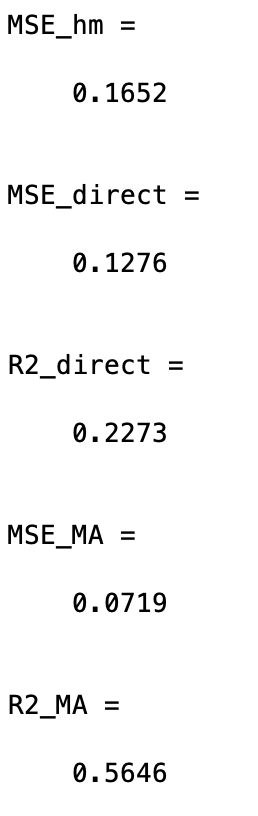 MSE_hm =
0.1652
MSE_direct =
0.1276
R2_direct =
0.2273
MSE_MA =
0.0719
R2_MA =
0.5646